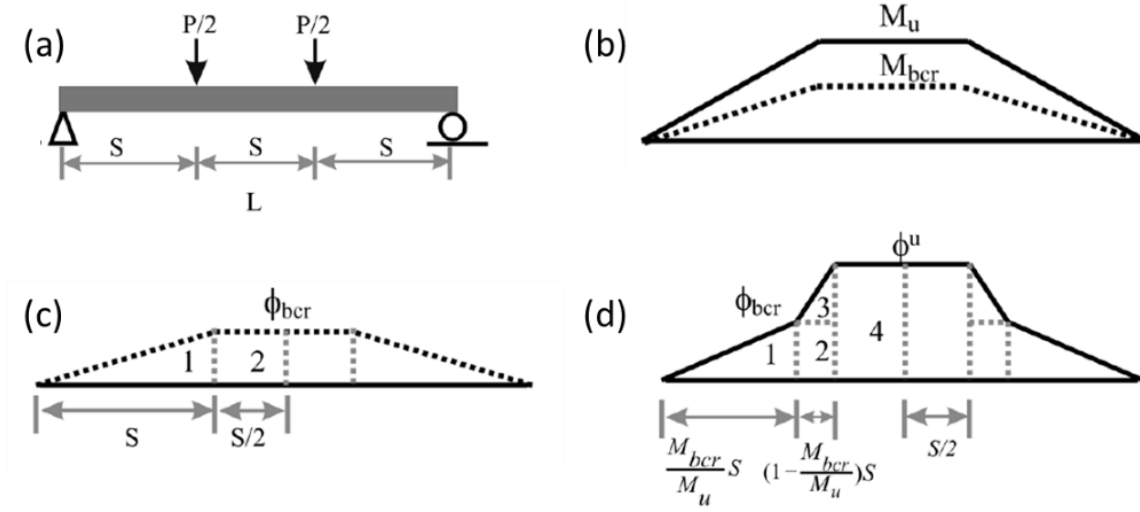 (a)
P/2 P/2
S S S
L
(b)
M_u
M_bcr
(c)
ϕ_bcr
1 2
S S/2
(d)
ϕ^u
ϕ_bcr
3
1 2 4
M_bcr/M_u S (1-M_bcr/M_u)S S/2